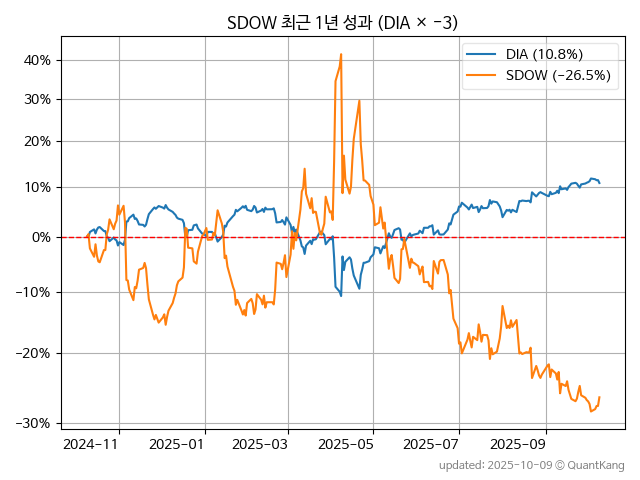 SDOW 최근 1년 성과 (DIA × −3)
DIA (10.8%)
SDOW (−26.5%)
40%
30%
20%
10%
0%
−10%
−20%
−30%
2024-11 2025-01 2025-03 2025-05 2025-07 2025-09
updated: 2025-10-09 © QuantKang